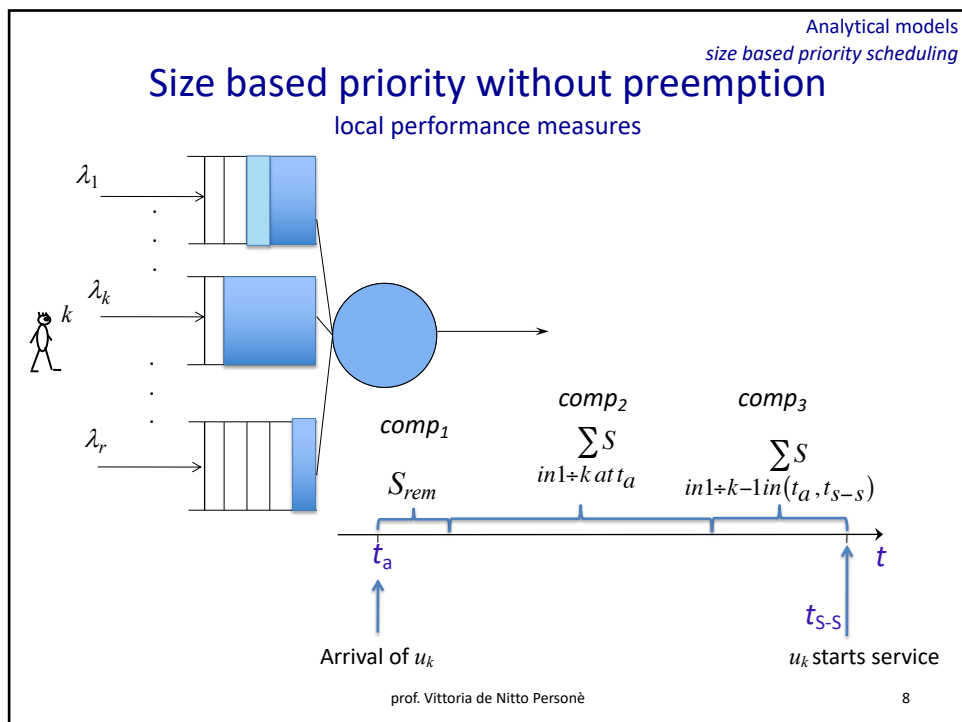 Analytical models
size based priority scheduling
Size based priority without preemption
local performance measures
λ1
.
.
.
λk
k
.
.
.
λr
comp1
comp2
comp3
Srem
∑ S
in1÷k at ta
∑ S
in1÷k−1in(ta , ts−s)
ta
t
tS-S
Arrival of uk
uk starts service
prof. Vittoria de Nitto Personè
8